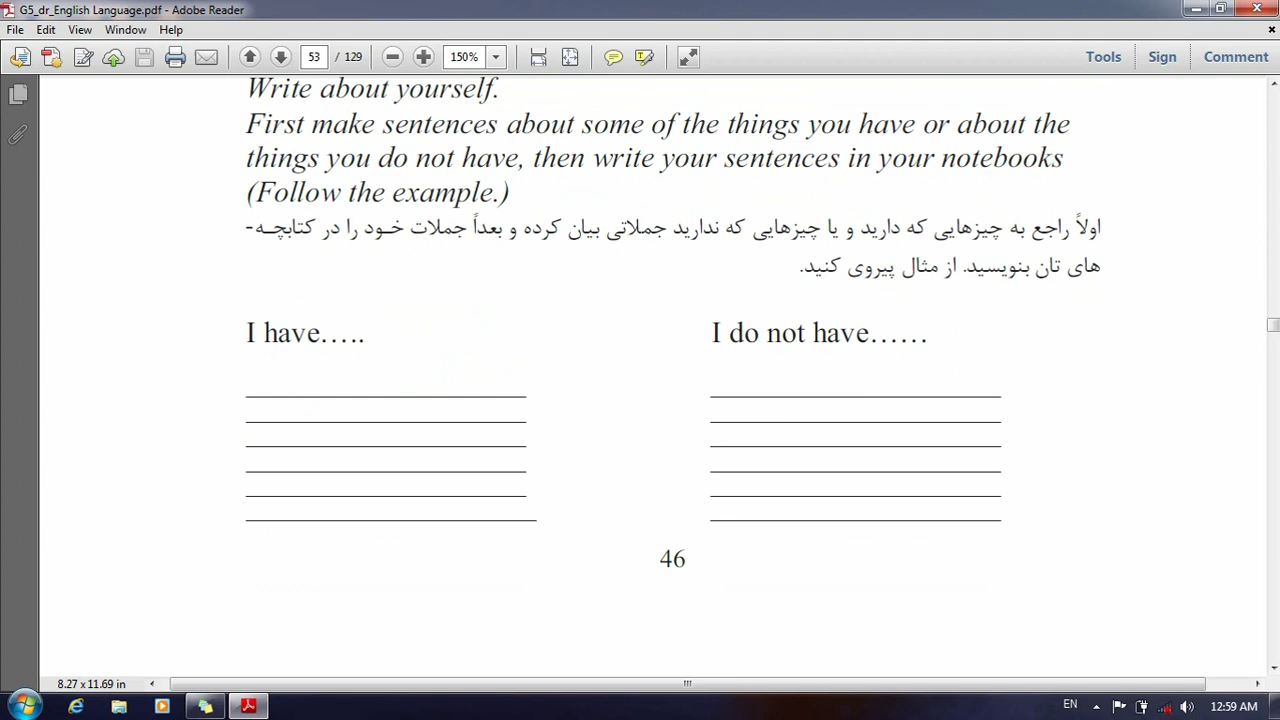 G5_dr_English Language.pdf - Adobe Reader
File Edit View Window Help
53 / 129 150% Tools Sign Comment
Write about yourself.
First make sentences about some of the things you have or about the
things you do not have, then write your sentences in your notebooks
(Follow the example.)
اولاً راجع به چیزهایی که دارید و یا چیزهایی که ندارید جملاتی بیان کرده و بعداً جملات خـود را در کتابچـه-
های تان بنویسید. از مثال پیروی کنید.
I have…..
I do not have……
46
8.27 x 11.69 in
EN 12:59 AM